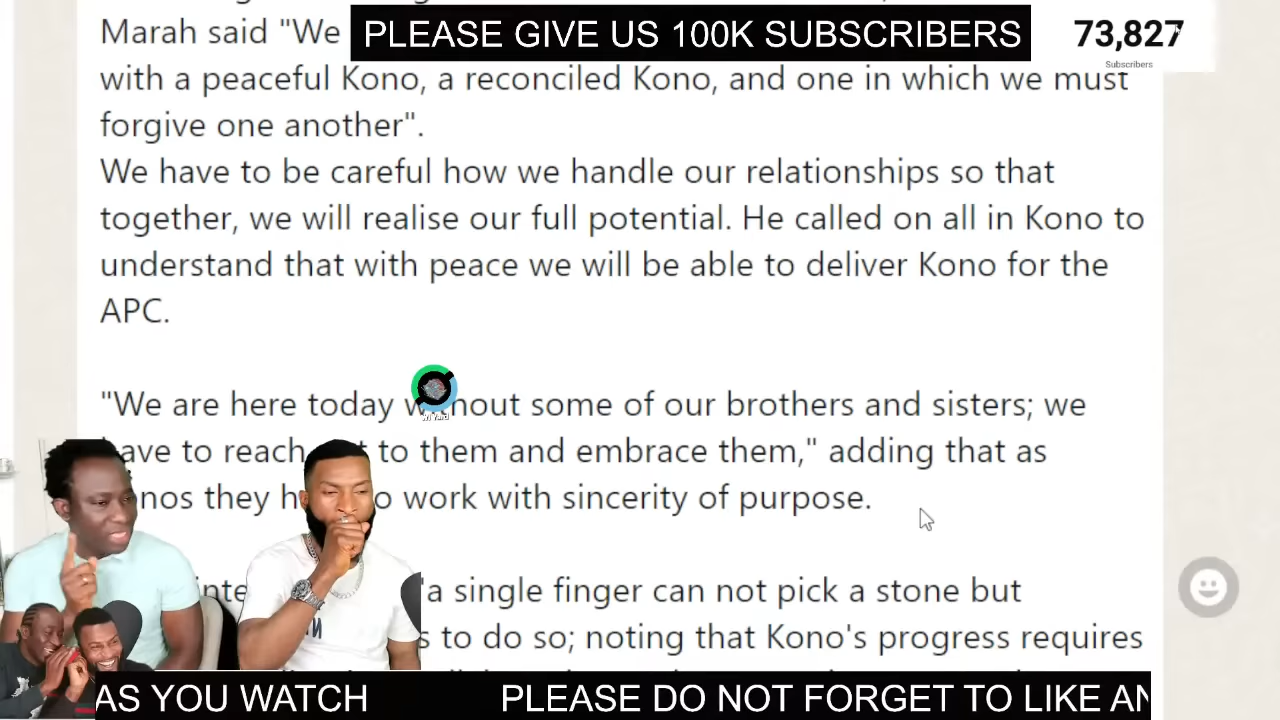 Marah said "We
PLEASE GIVE US 100K SUBSCRIBERS
73,827
Subscribers
with a peaceful Kono, a reconciled Kono, and one in which we must
forgive one another".
We have to be careful how we handle our relationships so that
together, we will realise our full potential. He called on all in Kono to
understand that with peace we will be able to deliver Kono for the
APC.
"We are here today some of our brothers and sisters; we
to reach to them and embrace them," adding that as
they work with sincerity of purpose.
a single finger can not pick a stone but
to do so; noting that Kono's progress requires
AS YOU WATCH PLEASE DO NOT FORGET TO LIKE